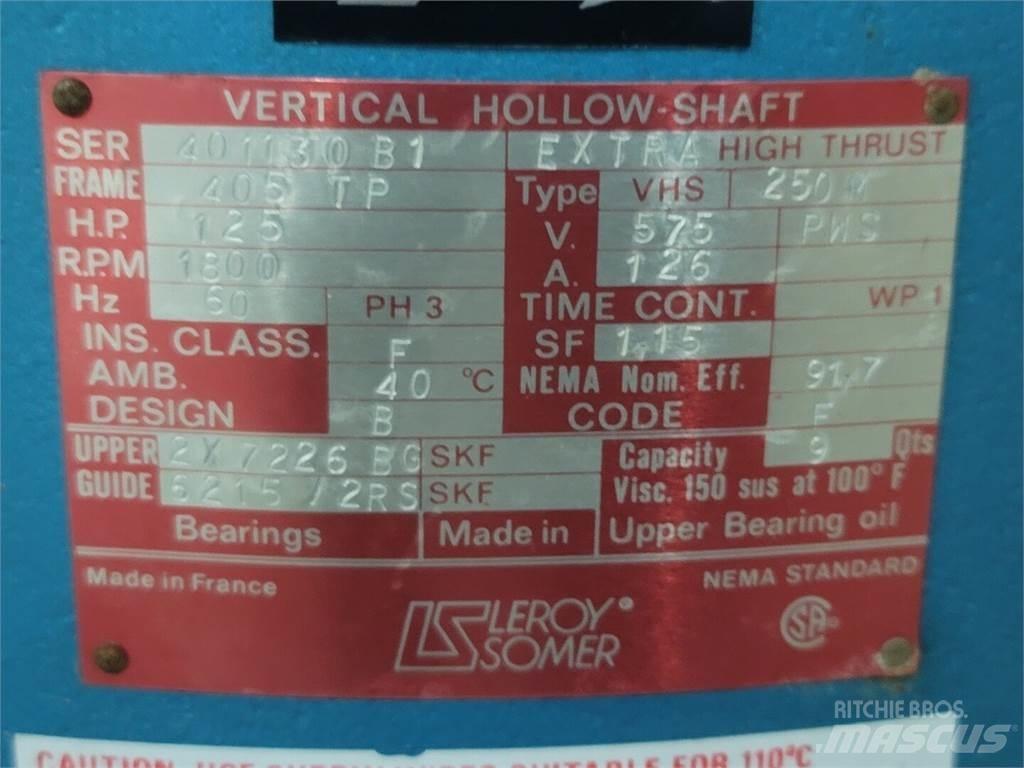 VERTICAL HOLLOW-SHAFT
SER 401130 B1 EXTRA HIGH THRUST
FRAME 405 TP Type VHS 250
H.P. 125 V. 575 PWS
R.P.M 1800 A. 126
Hz 60 PH 3 TIME CONT. WP 1
INS. CLASS. F SF 1,15
AMB. 40 °C NEMA Nom. Eff. 91,7
DESIGN B CODE F
UPPER 2X 7226 BG SKF Capacity 9 Qts
GUIDE 6215/2RS SKF Visc. 150 sus at 100° F
Bearings Made in Upper Bearing oil
Made in France NEMA STANDARD
LS LEROY® SOMER SA®
RITCHIE BROS.
MASCUS
FOR 110°C